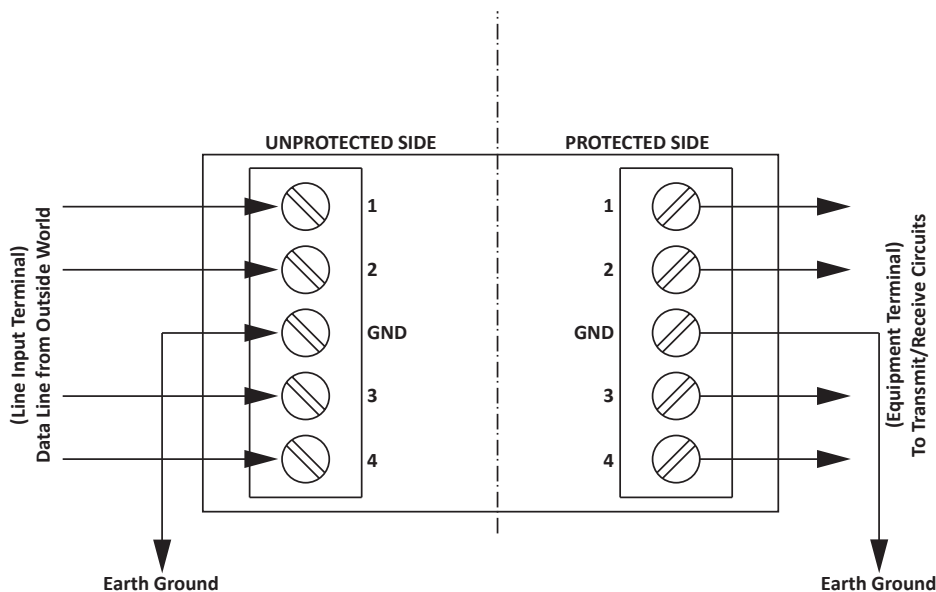 UNPROTECTED SIDE
PROTECTED SIDE
(Line Input Terminal)
Data Line from Outside World
1
2
GND
3
4
1
2
GND
3
4
(Equipment Terminal)
To Transmit/Receive Circuits
Earth Ground
Earth Ground